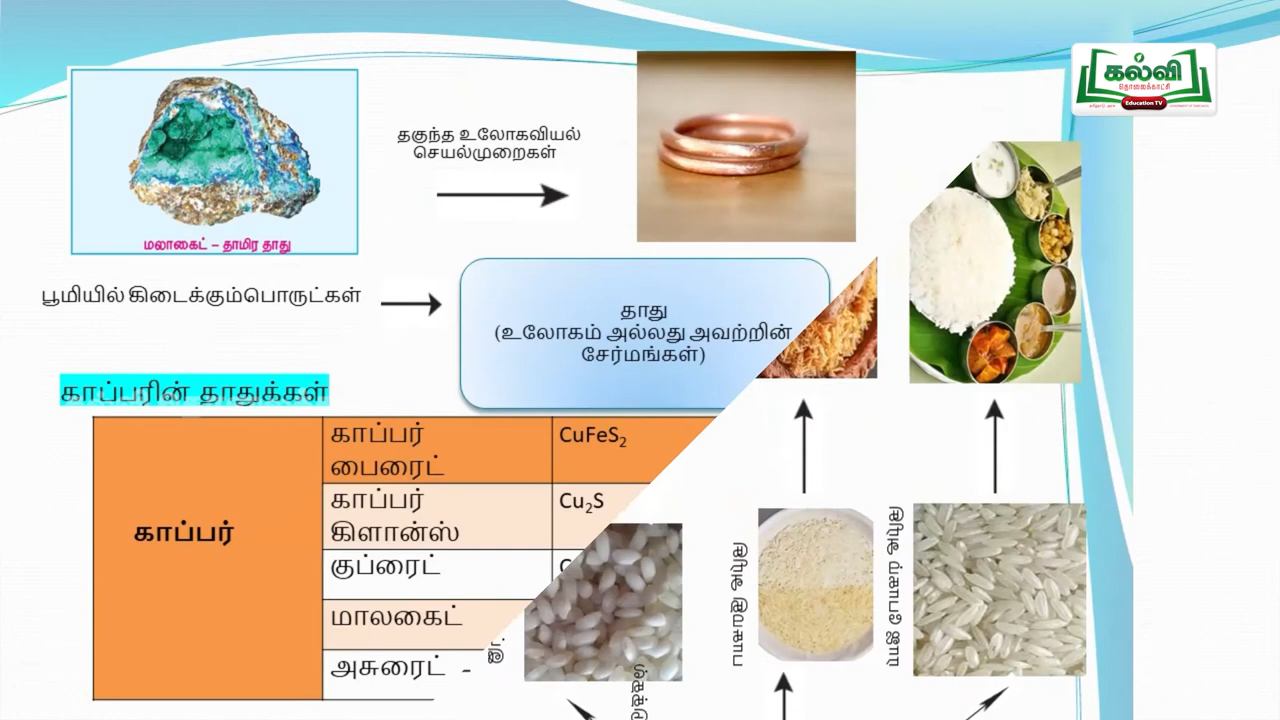 கல்வி
தொலைக்காட்சி
Education TV
தகுந்த உலோகவியல்
செயல்முறைகள்
மலாகைட் – தாமிர தாது
பூமியில் கிடைக்கும்பொருட்கள்
தாது
(உலோகம் அல்லது அவற்றின்
சேர்மங்கள்)
காப்பரின் தாதுக்கள்
காப்பர்
காப்பர் பைரைட் CuFeS₂
காப்பர் கிளான்ஸ் Cu₂S
குப்ரைட்
மாலகைட்
அசுரைட் -